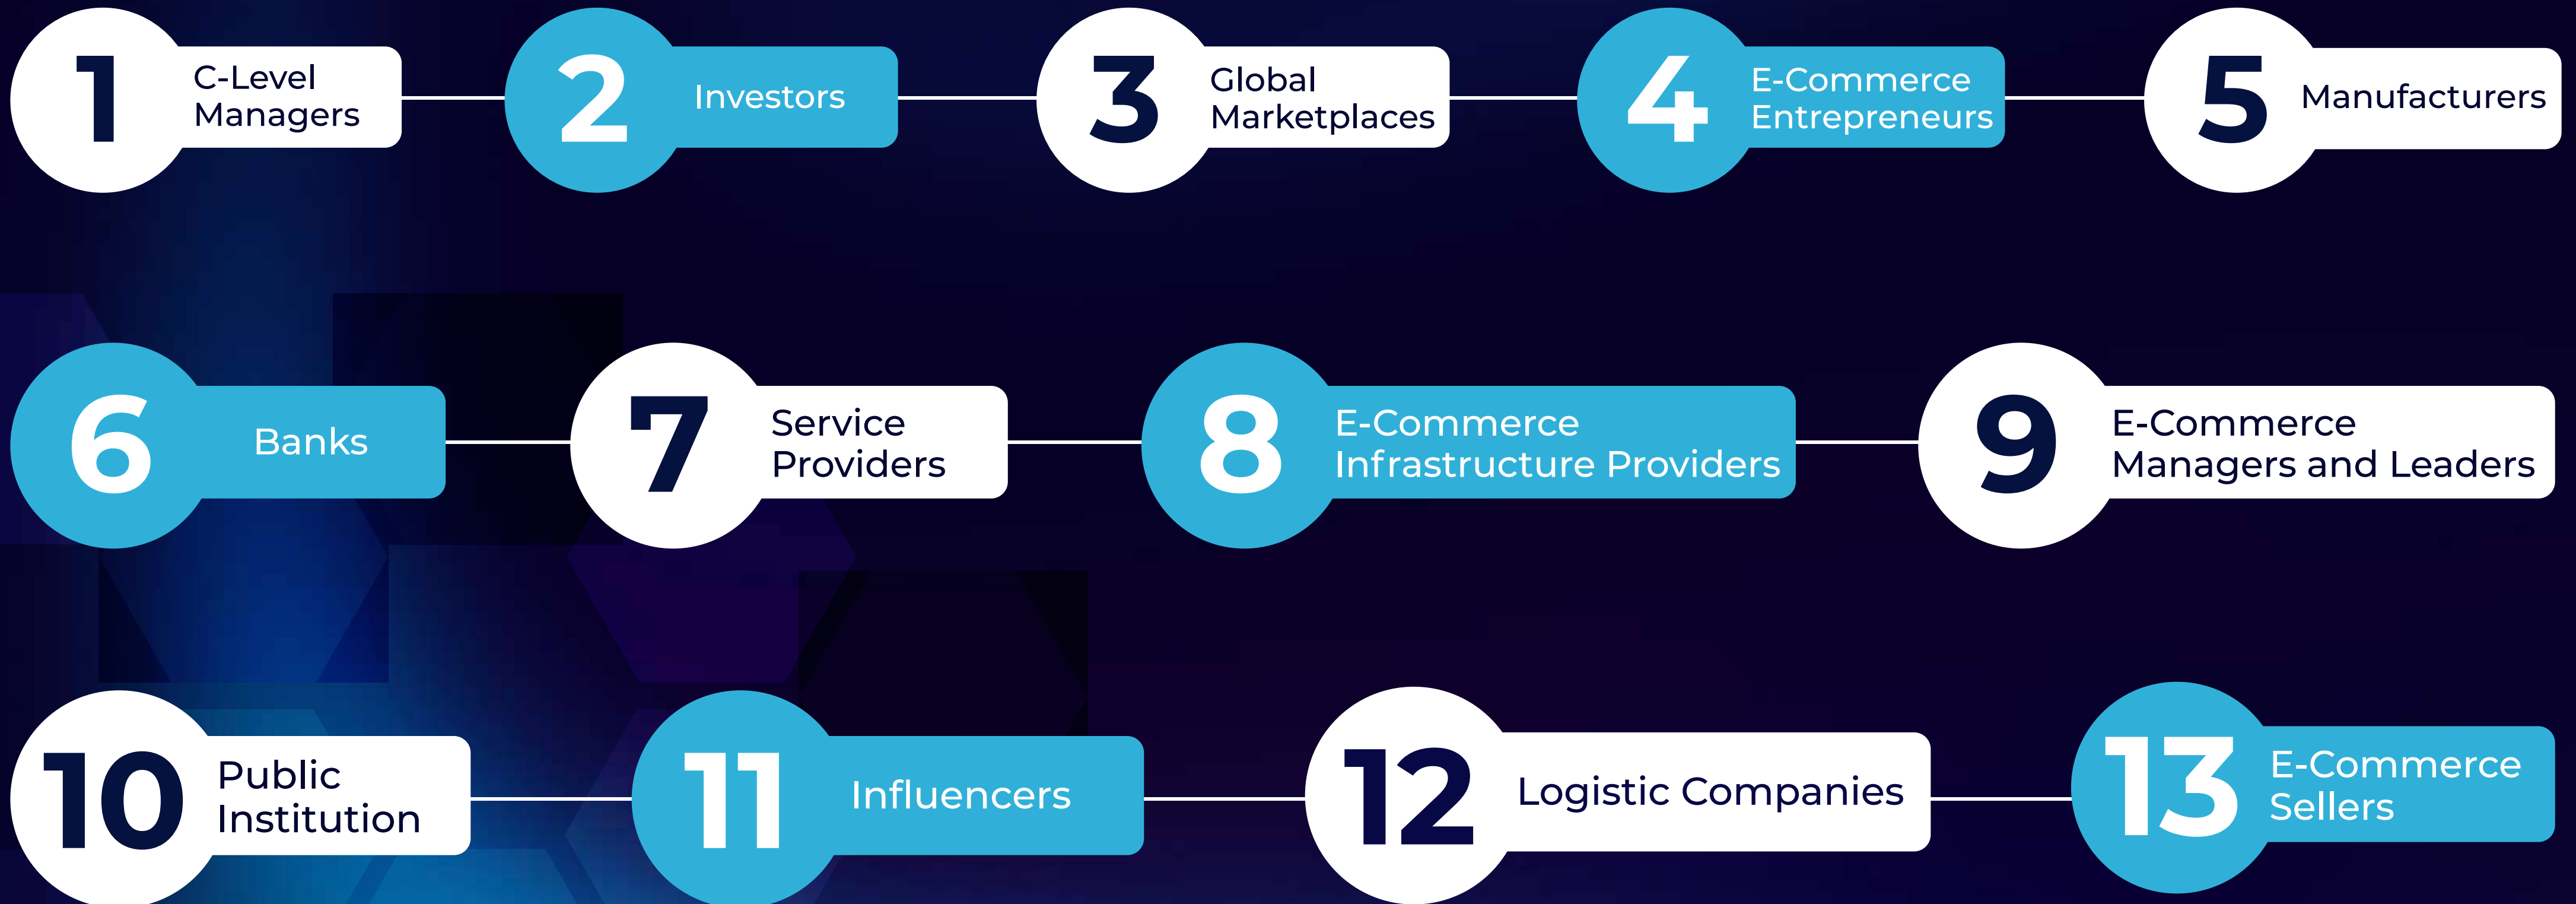 1
C-Level
Managers
2
Investors
3
Global
Marketplaces
4
E-Commerce
Entrepreneurs
5
Manufacturers
6
Banks
7
Service
Providers
8
E-Commerce
Infrastructure Providers
9
E-Commerce
Managers and Leaders
10
Public
Institution
11
Influencers
12
Logistic Companies
13
E-Commerce
Sellers